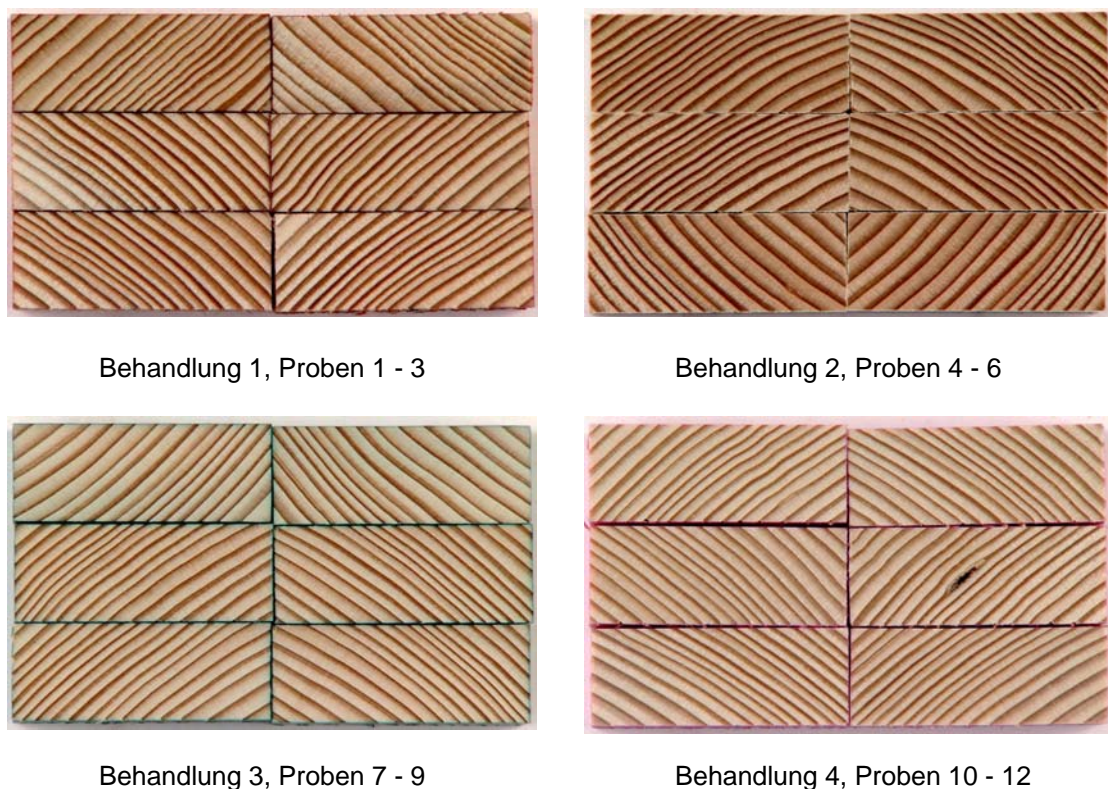 Behandlung 1, Proben 1 - 3
Behandlung 2, Proben 4 - 6
Behandlung 3, Proben 7 - 9
Behandlung 4, Proben 10 - 12